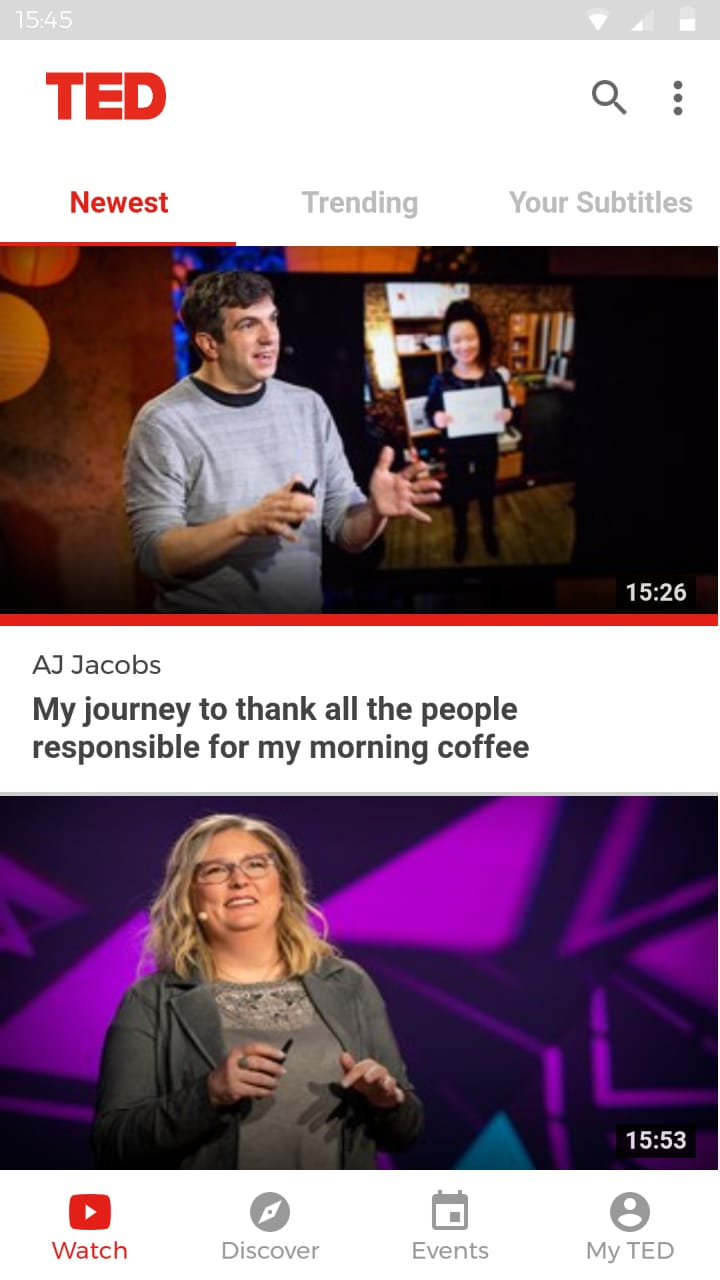 15:45
TED
Newest Trending Your Subtitles
15:26
AJ Jacobs
My journey to thank all the people
responsible for my morning coffee
15:53
Watch Discover Events My TED